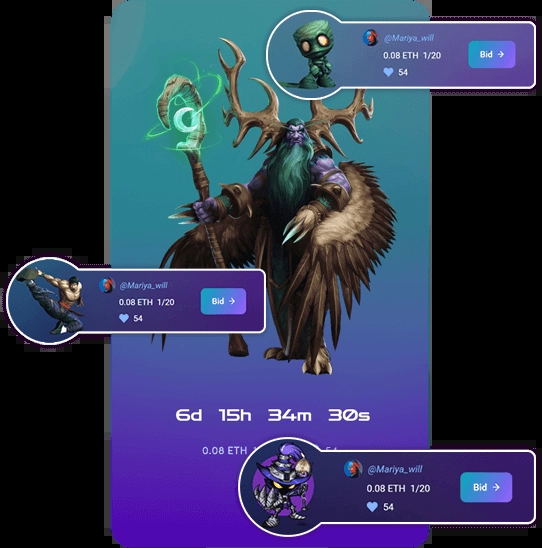 @Mariya_will
0.08 ETH 1/20
Bid →
54
@Mariya_will
0.08 ETH 1/20
Bid →
54
6d 15h 34m 30s
0.08 ETH
54
@Mariya_will
0.08 ETH 1/20
Bid →
54